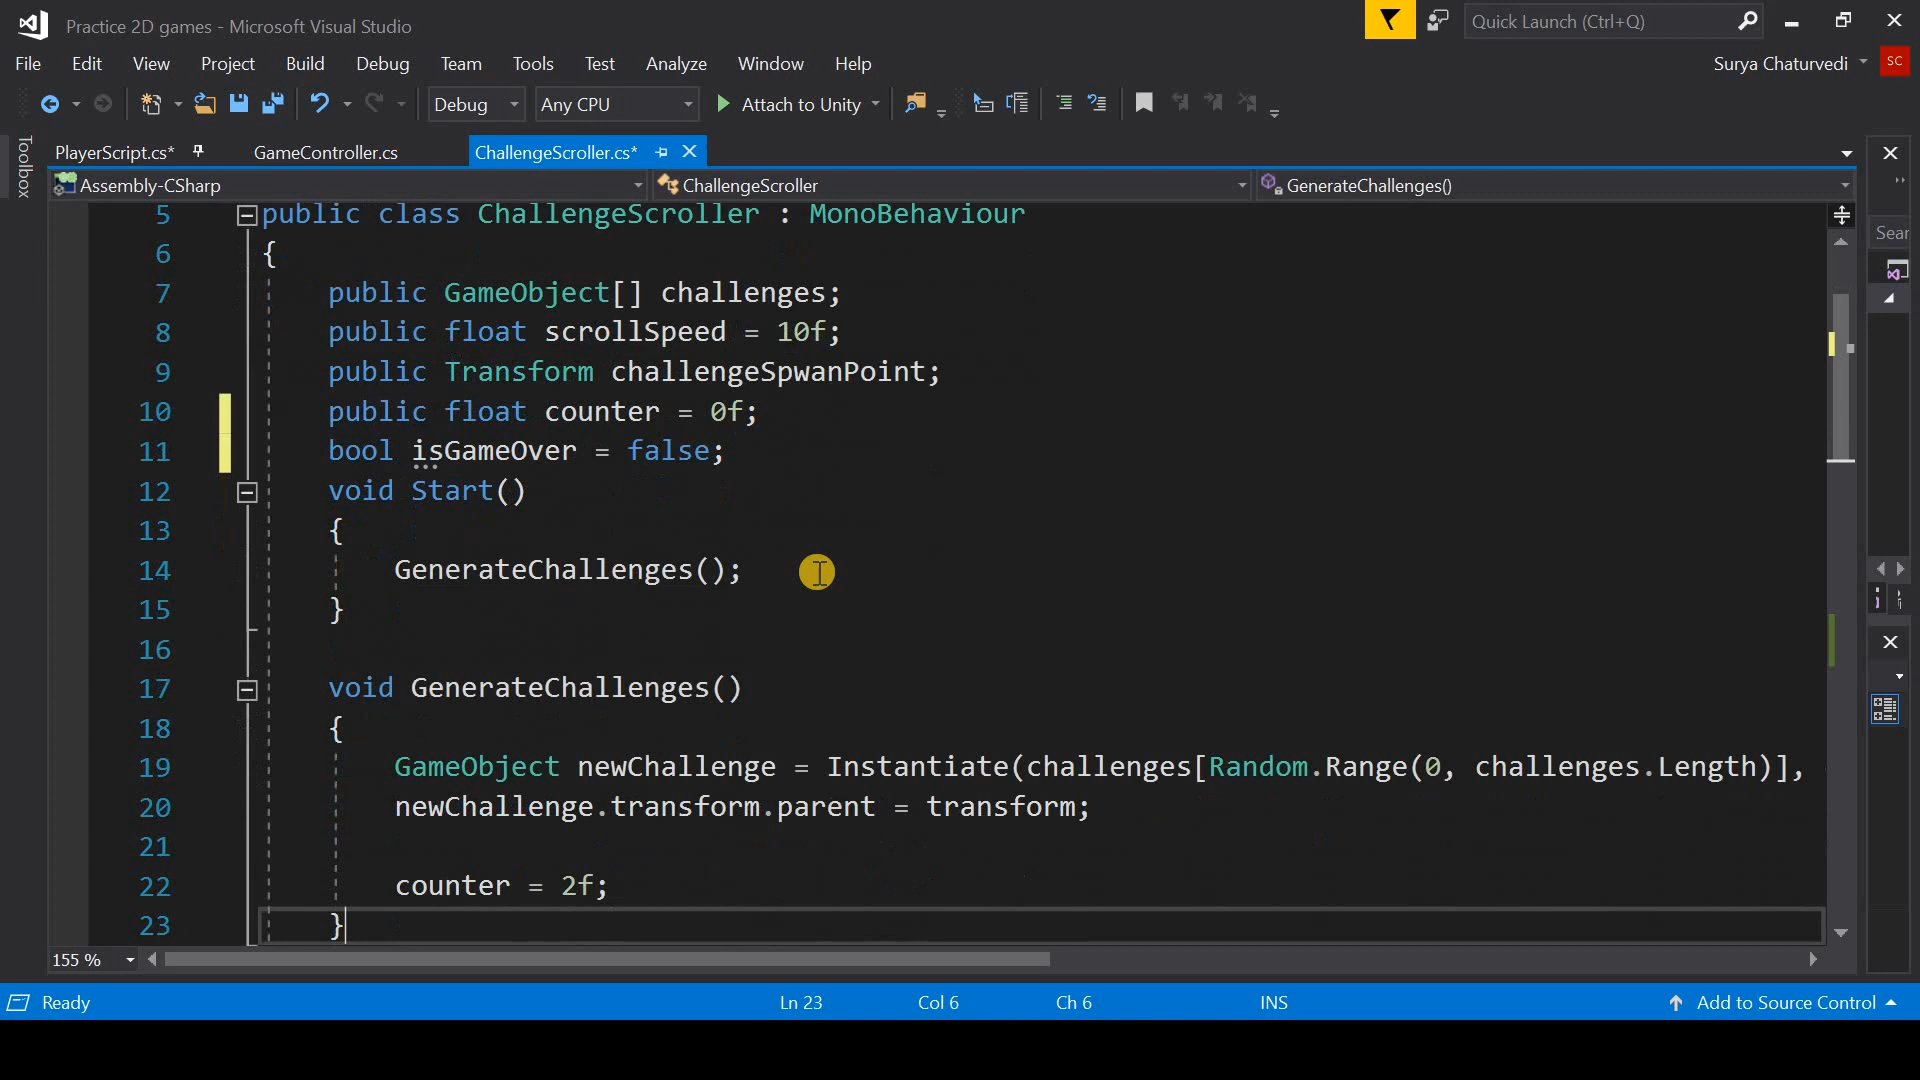 Practice 2D games - Microsoft Visual Studio
Quick Launch (Ctrl+Q)
File Edit View Project Build Debug Team Tools Test Analyze Window Help
Surya Chaturvedi
SC
Debug
Any CPU
Attach to Unity
Toolbox
PlayerScript.cs*
GameController.cs
ChallengeScroller.cs*
Assembly-CSharp
ChallengeScroller
GenerateChallenges()
Sear
5 public class ChallengeScroller : MonoBehaviour
6 {
7 public GameObject[] challenges;
8 public float scrollSpeed = 10f;
9 public Transform challengeSpwanPoint;
10 public float counter = 0f;
11 bool isGameOver = false;
12 void Start()
13 {
14 GenerateChallenges();
15 }
16
17 void GenerateChallenges()
18 {
19 GameObject newChallenge = Instantiate(challenges[Random.Range(0, challenges.Length)],
20 newChallenge.transform.parent = transform;
21
22 counter = 2f;
23 }
155 %
Ready
Ln 23
Col 6
Ch 6
INS
Add to Source Control